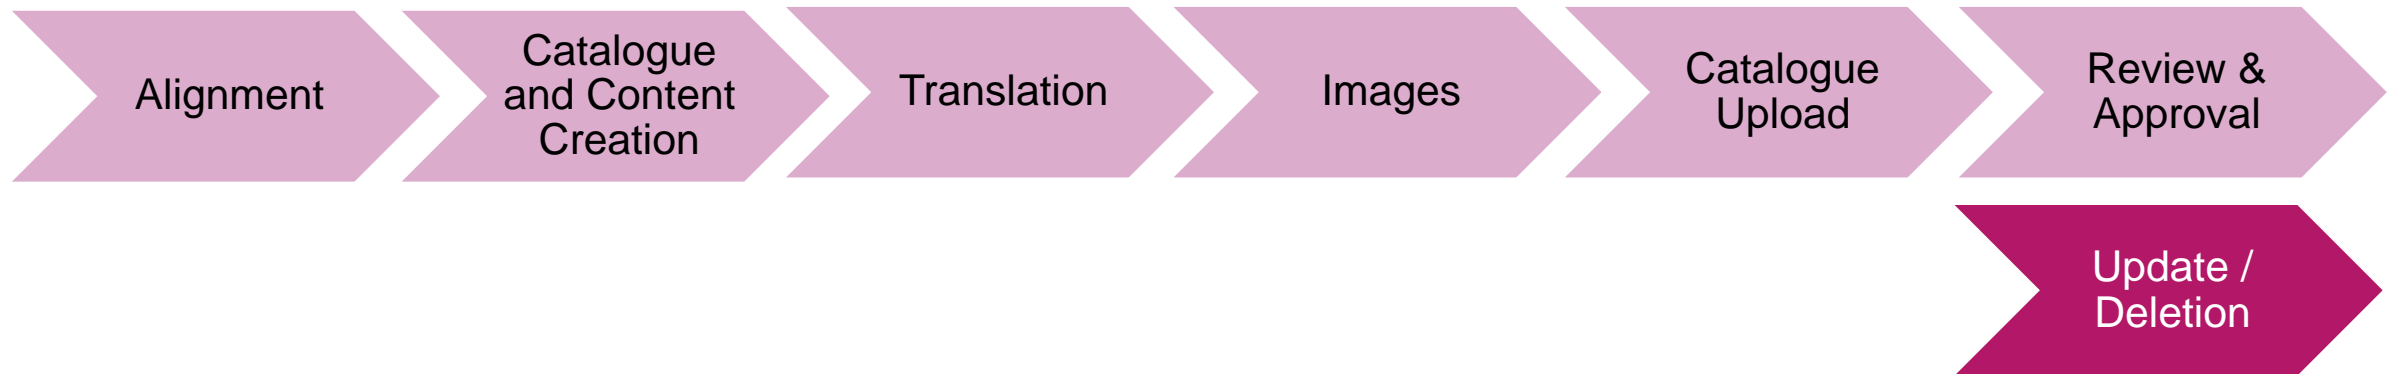 Alignment
Catalogue
and Content
Creation
Translation
Images
Catalogue
Upload
Review &
Approval
Update /
Deletion